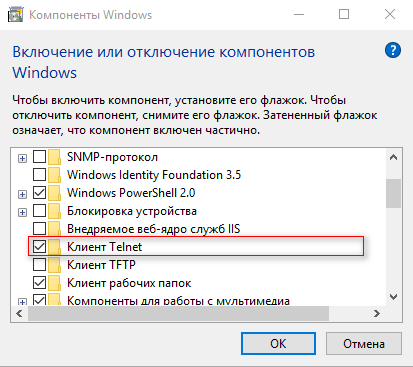 Компоненты Windows
Включение или отключение компонентов
Windows
Чтобы включить компонент, установите его флажок. Чтобы
отключить компонент, снимите его флажок. Затененный флажок
означает, что компонент включен частично.
SNMP-протокол
Windows Identity Foundation 3.5
Windows PowerShell 2.0
Блокировка устройства
Внедряемое веб-ядро служб IIS
Клиент Telnet
Клиент TFTP
Клиент рабочих папок
Компоненты для работы с мультимедиа
ОК
Отмена